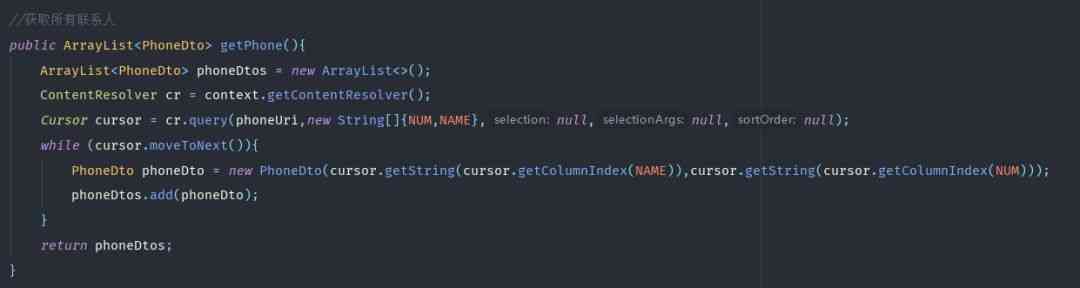 //获取所有联系人
public ArrayList<PhoneDto> getPhone(){
    ArrayList<PhoneDto> phoneDtos = new ArrayList<>();
    ContentResolver cr = context.getContentResolver();
    Cursor cursor = cr.query(phoneUri,new String[]{NUM,NAME}, selection: null, selectionArgs: null, sortOrder: null);
    while (cursor.moveToNext()){
        PhoneDto phoneDto = new PhoneDto(cursor.getString(cursor.getColumnIndex(NAME)),cursor.getString(cursor.getColumnIndex(NUM)));
        phoneDtos.add(phoneDto);
    }
    return phoneDtos;
}